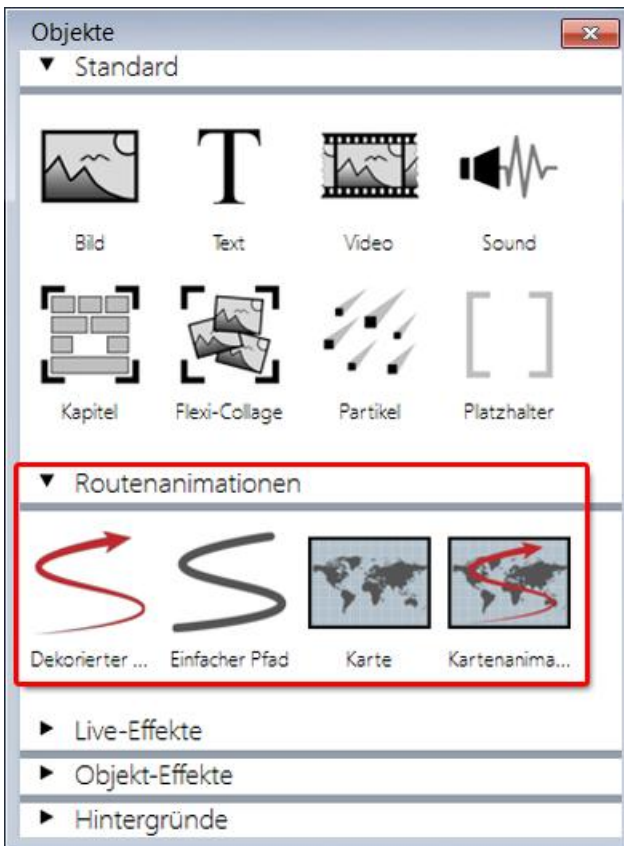 Objekte
Standard
Bild Text Video Sound
Kapitel Flexi-Collage Partikel Platzhalter
Routenanimationen
Dekorierter ... Einfacher Pfad Karte Kartenanima...
Live-Effekte
Objekt-Effekte
Hintergründe